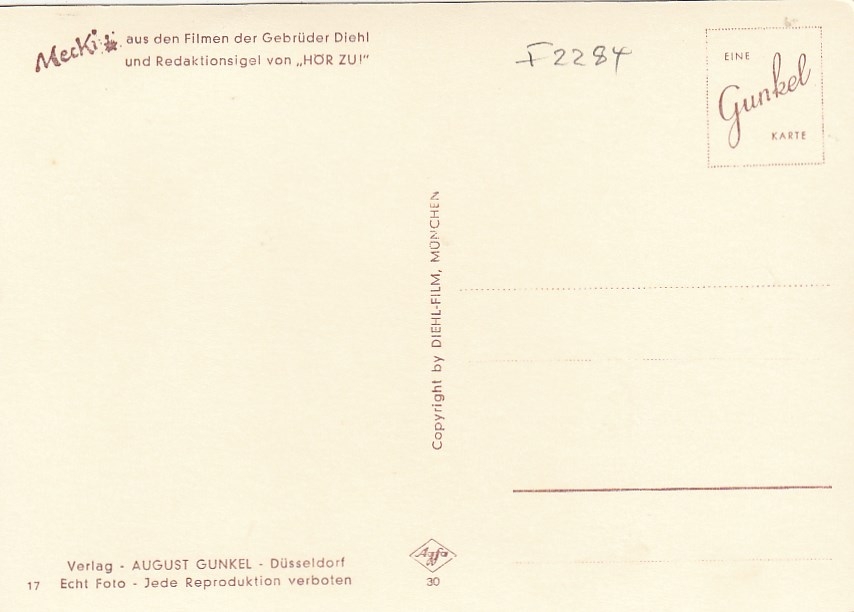 Mecki aus den Filmen der Gebrüder Diehl
und Redaktionsigel von „HÖR ZU!"
F2284
EINE
Gunkel
KARTE
Copyright by DIEHL-FILM, MÜNCHEN
Verlag - AUGUST GUNKEL - Düsseldorf
17 Echt Foto - Jede Reproduktion verboten
Agfa
30